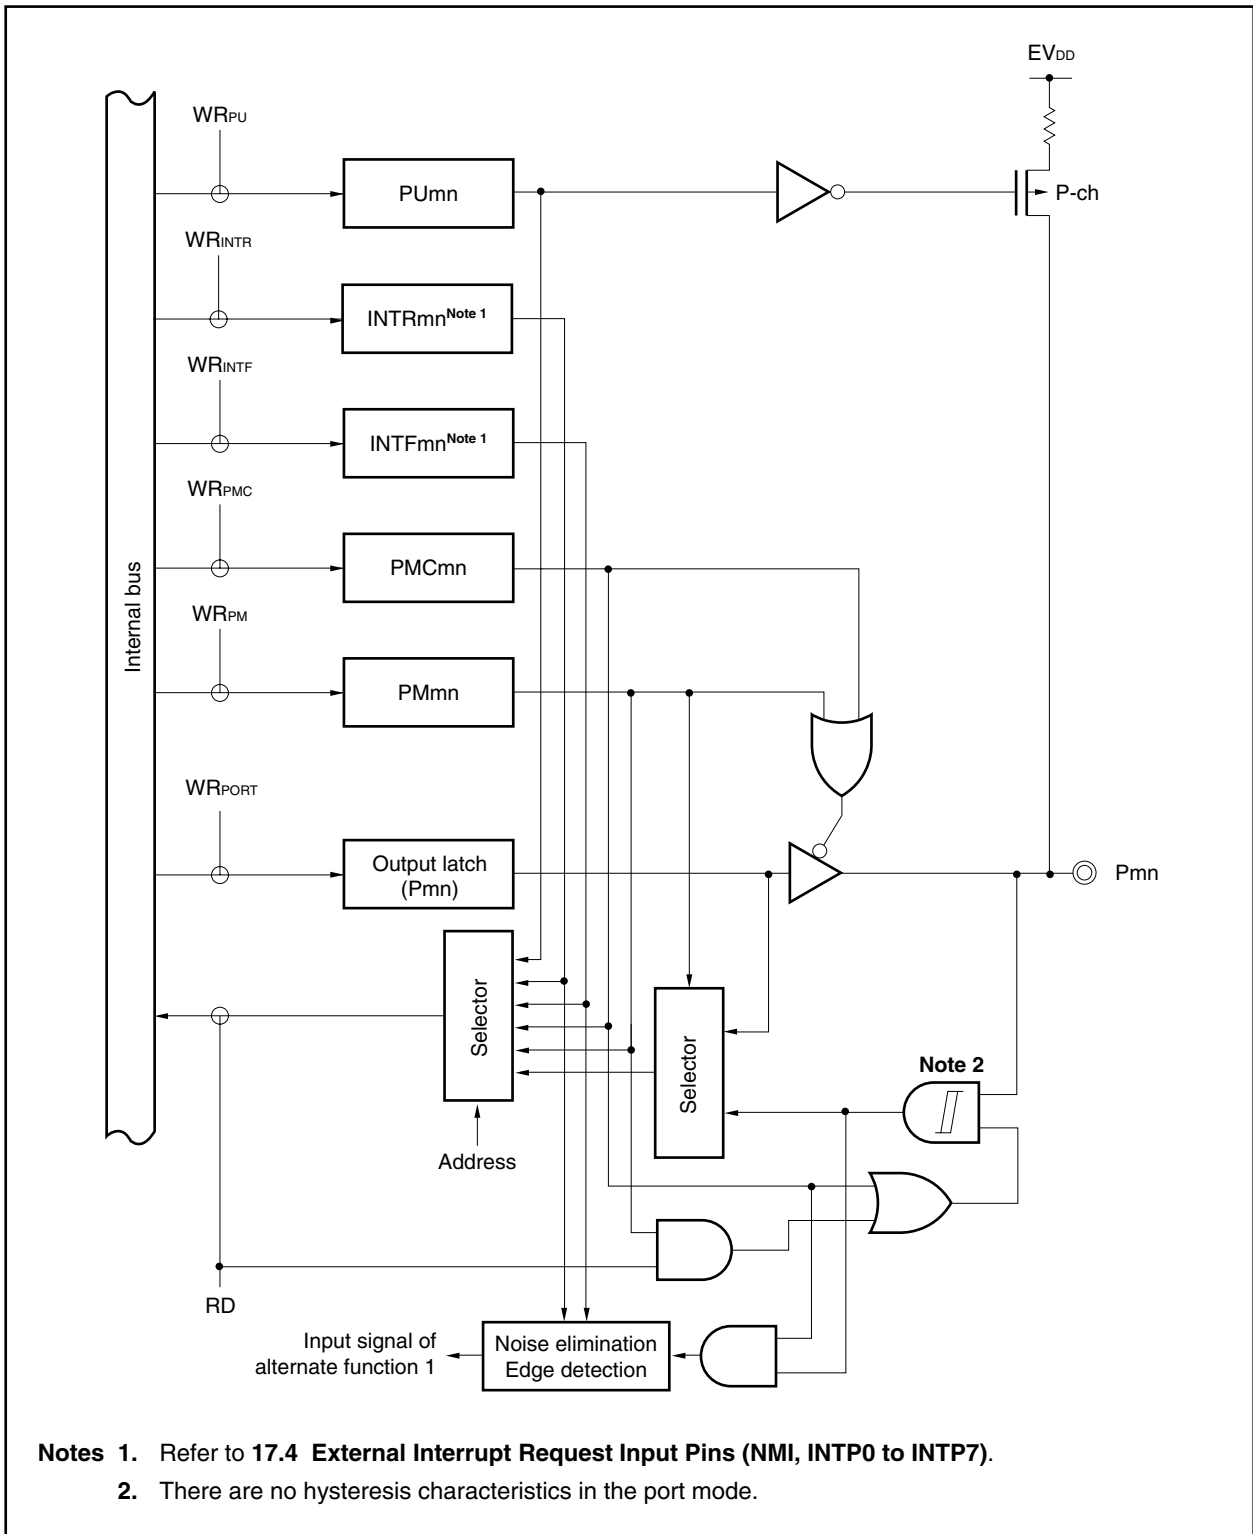 EVDD
WRPU
PUmn
P-ch
WRINTR
INTRmnNote 1
WRINTF
INTFmnNote 1
WRPMC
PMCmn
Internal bus
WRPM
PMmn
WRPORT
Output latch
(Pmn)
Pmn
Selector
Selector
Note 2
Address
RD
Input signal of
alternate function 1
Noise elimination
Edge detection
Notes 1. Refer to 17.4 External Interrupt Request Input Pins (NMI, INTP0 to INTP7).
2. There are no hysteresis characteristics in the port mode.